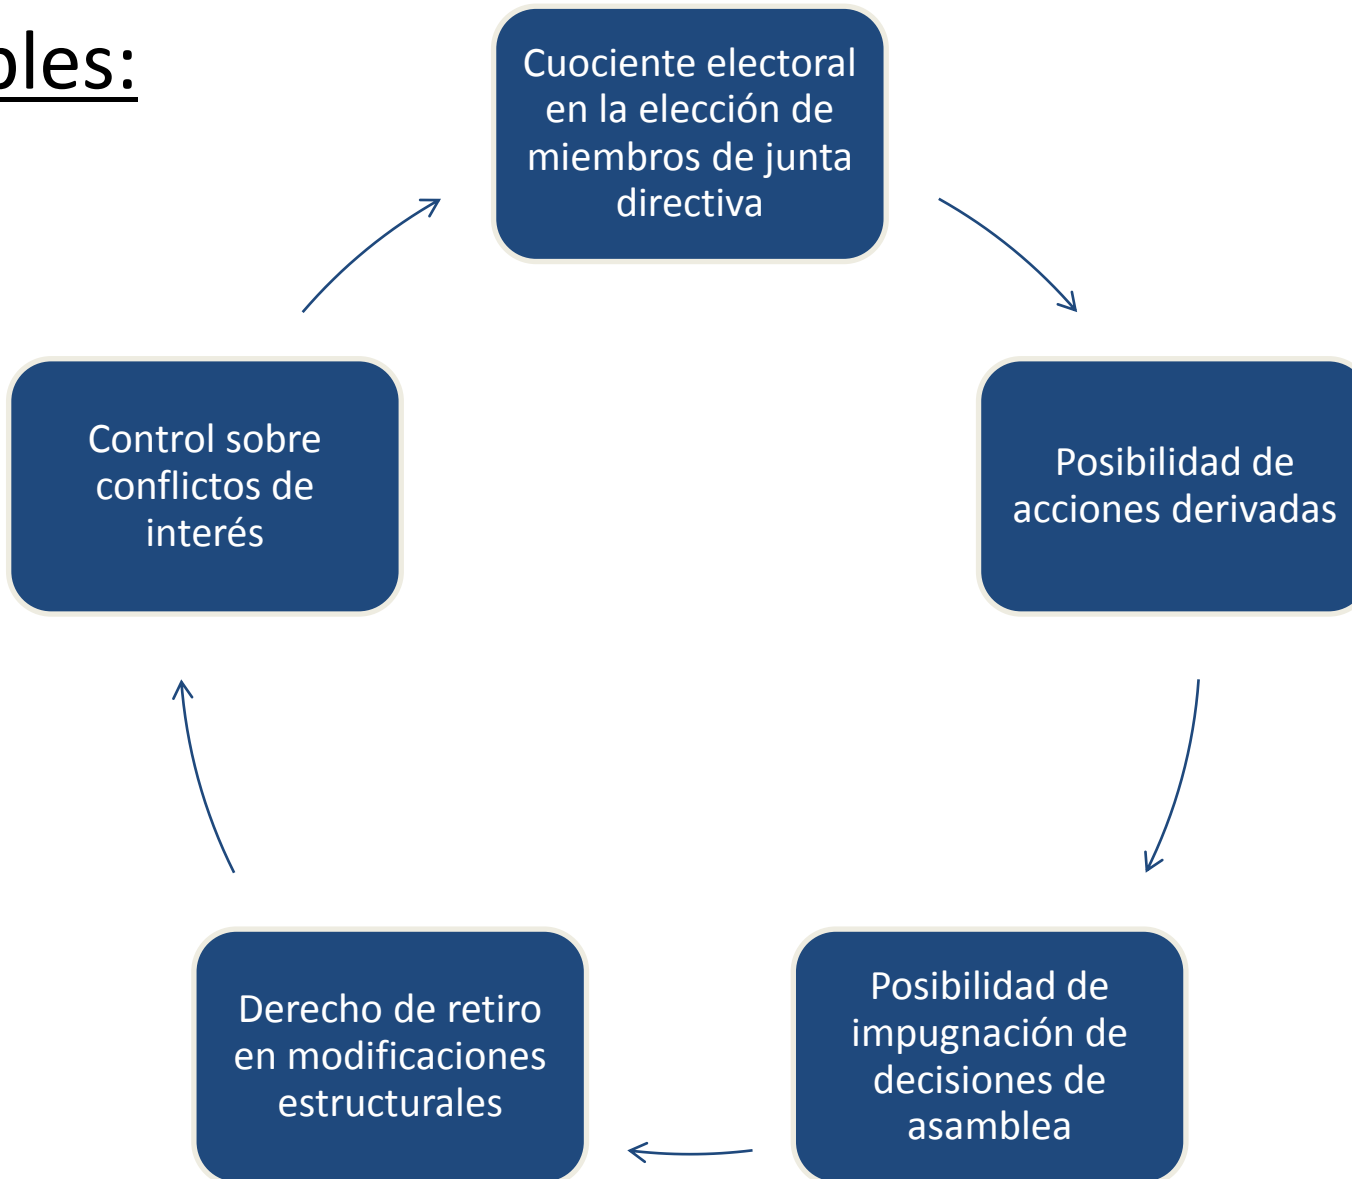 bles:
Cuociente electoral
en la elección de
miembros de junta
directiva
Posibilidad de
acciones derivadas
Posibilidad de
impugnación de
decisiones de
asamblea
Derecho de retiro
en modificaciones
estructurales
Control sobre
conflictos de
interés